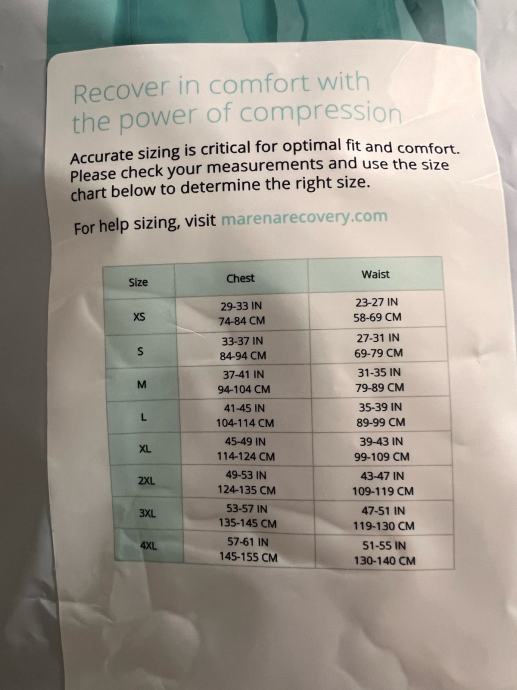 Recover in comfort with
the power of compression
Accurate sizing is critical for optimal fit and comfort.
Please check your measurements and use the size
chart below to determine the right size.
For help sizing, visit marenarecovery.com
Size Chest Waist
XS 29-33 IN 23-27 IN
74-84 CM 58-69 CM
S 33-37 IN 27-31 IN
84-94 CM 69-79 CM
M 37-41 IN 31-35 IN
94-104 CM 79-89 CM
L 41-45 IN 35-39 IN
104-114 CM 89-99 CM
XL 45-49 IN 39-43 IN
114-124 CM 99-109 CM
2XL 49-53 IN 43-47 IN
124-135 CM 109-119 CM
3XL 53-57 IN 47-51 IN
135-145 CM 119-130 CM
4XL 57-61 IN 51-55 IN
145-155 CM 130-140 CM